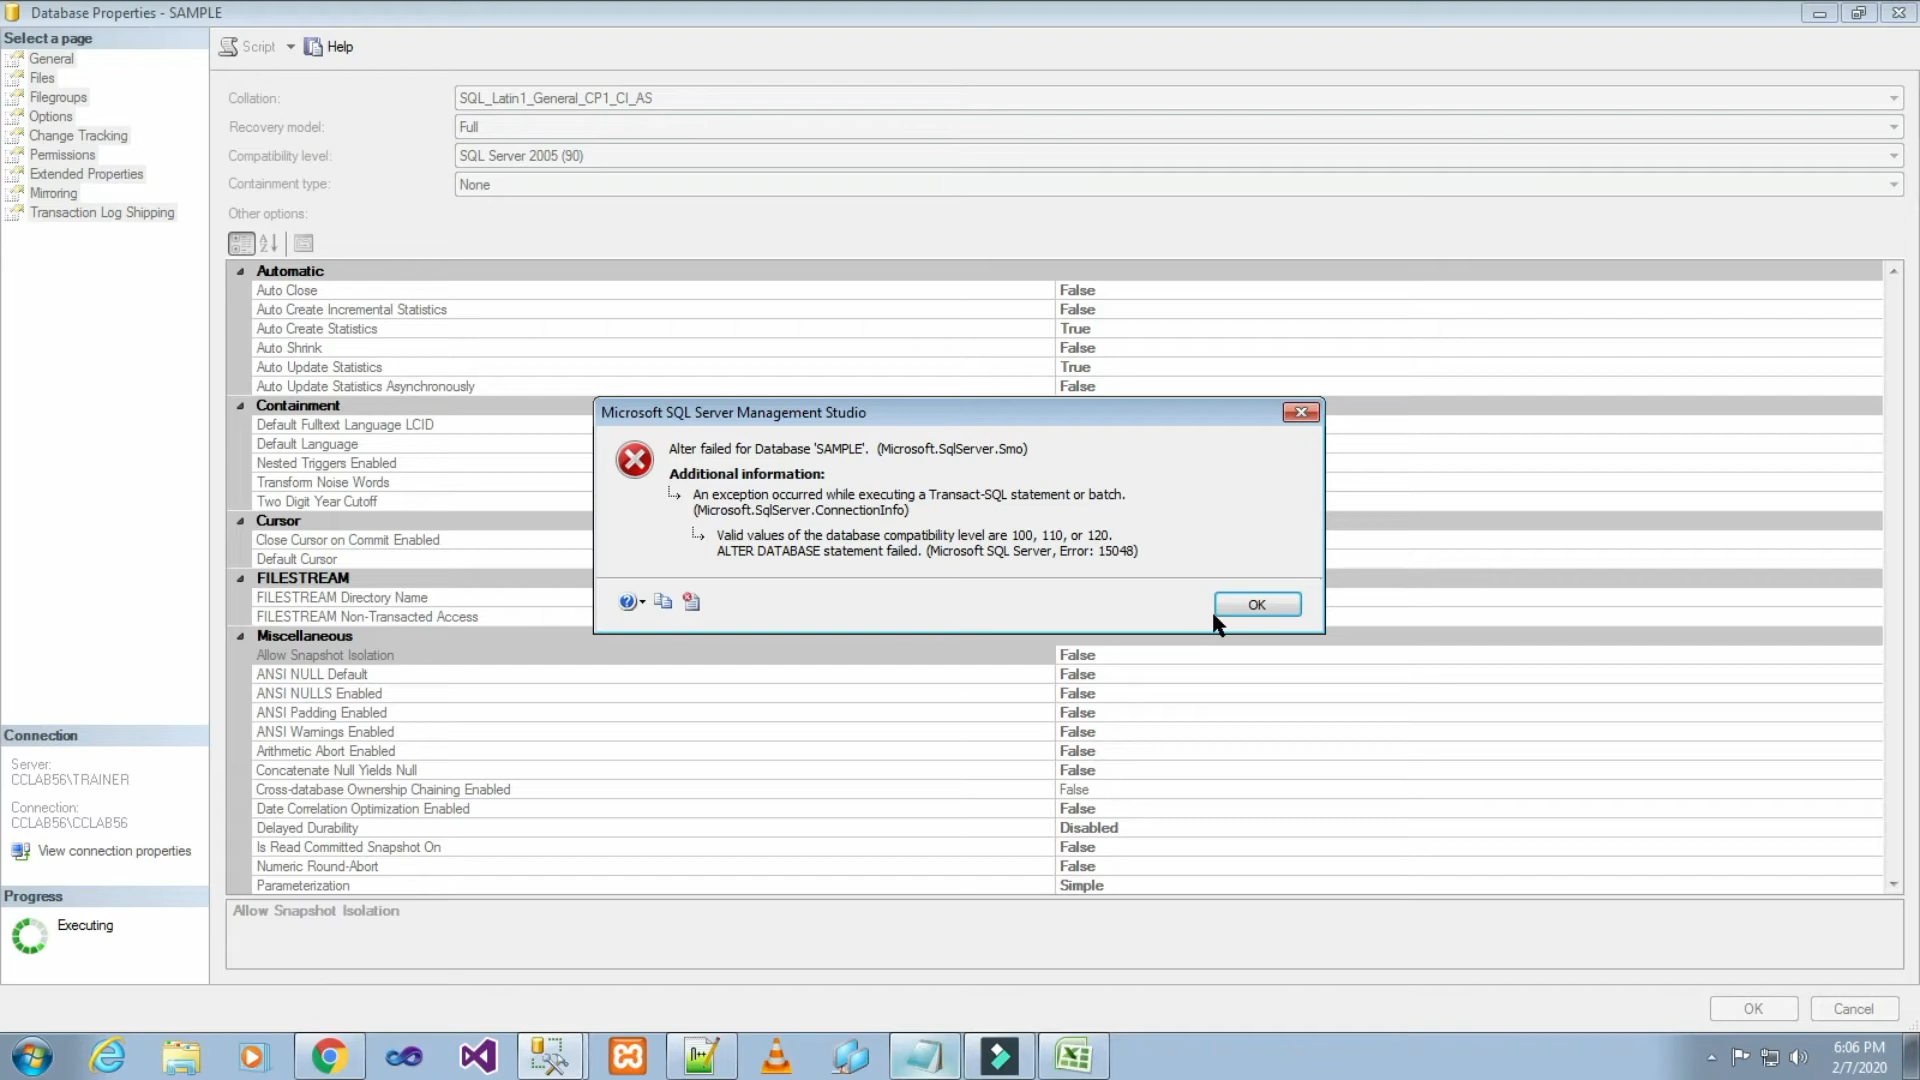 Database Properties - SAMPLE
Select a page
General
Files
Filegroups
Options
Change Tracking
Permissions
Extended Properties
Mirroring
Transaction Log Shipping
Script
Help
Collation:
SQL_Latin1_General_CP1_CI_AS
Recovery model:
Full
Compatibility level:
SQL Server 2005 (90)
Containment type:
None
Other options:
Automatic
Auto Close False
Auto Create Incremental Statistics False
Auto Create Statistics True
Auto Shrink False
Auto Update Statistics True
Auto Update Statistics Asynchronously False
Containment
Default Fulltext Language LCID
Default Language
Nested Triggers Enabled
Transform Noise Words
Two Digit Year Cutoff
Cursor
Close Cursor on Commit Enabled
Default Cursor
FILESTREAM
FILESTREAM Directory Name
FILESTREAM Non-Transacted Access
Miscellaneous
Allow Snapshot Isolation False
ANSI NULL Default False
ANSI NULLS Enabled False
ANSI Padding Enabled False
ANSI Warnings Enabled False
Arithmetic Abort Enabled False
Concatenate Null Yields Null False
Cross-database Ownership Chaining Enabled False
Date Correlation Optimization Enabled False
Delayed Durability Disabled
Is Read Committed Snapshot On False
Numeric Round-Abort False
Parameterization Simple
Allow Snapshot Isolation
Microsoft SQL Server Management Studio
Alter failed for Database 'SAMPLE'. (Microsoft.SqlServer.Smo)
Additional information:
An exception occurred while executing a Transact-SQL statement or batch.
(Microsoft.SqlServer.ConnectionInfo)
Valid values of the database compatibility level are 100, 110, or 120.
ALTER DATABASE statement failed. (Microsoft SQL Server, Error: 15048)
OK
Connection
Server:
CCLAB56\TRAINER
Connection:
CCLAB56\CCLAB56
View connection properties
Progress
Executing
OK
Cancel
6:06 PM
2/7/2020